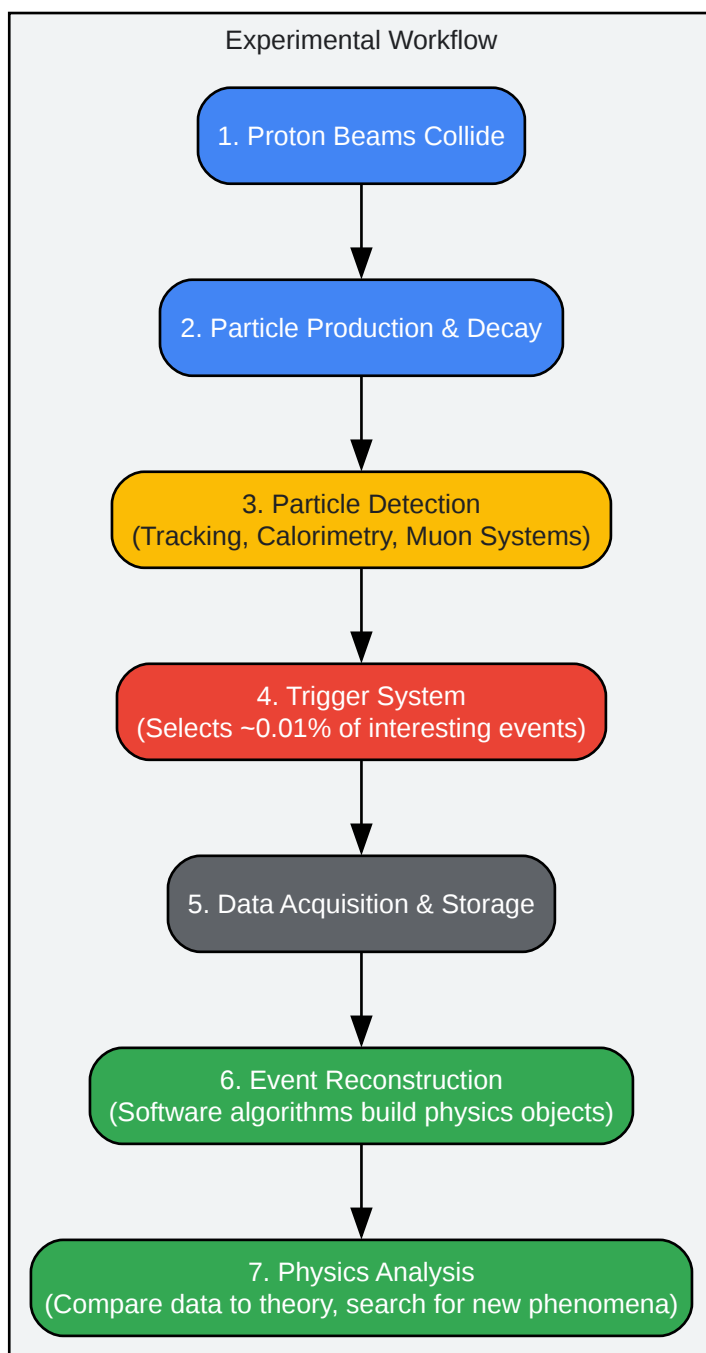 Experimental Workflow
1. Proton Beams Collide
2. Particle Production & Decay
3. Particle Detection
(Tracking, Calorimetry, Muon Systems)
4. Trigger System
(Selects ~0.01% of interesting events)
5. Data Acquisition & Storage
6. Event Reconstruction
(Software algorithms build physics objects)
7. Physics Analysis
(Compare data to theory, search for new phenomena)